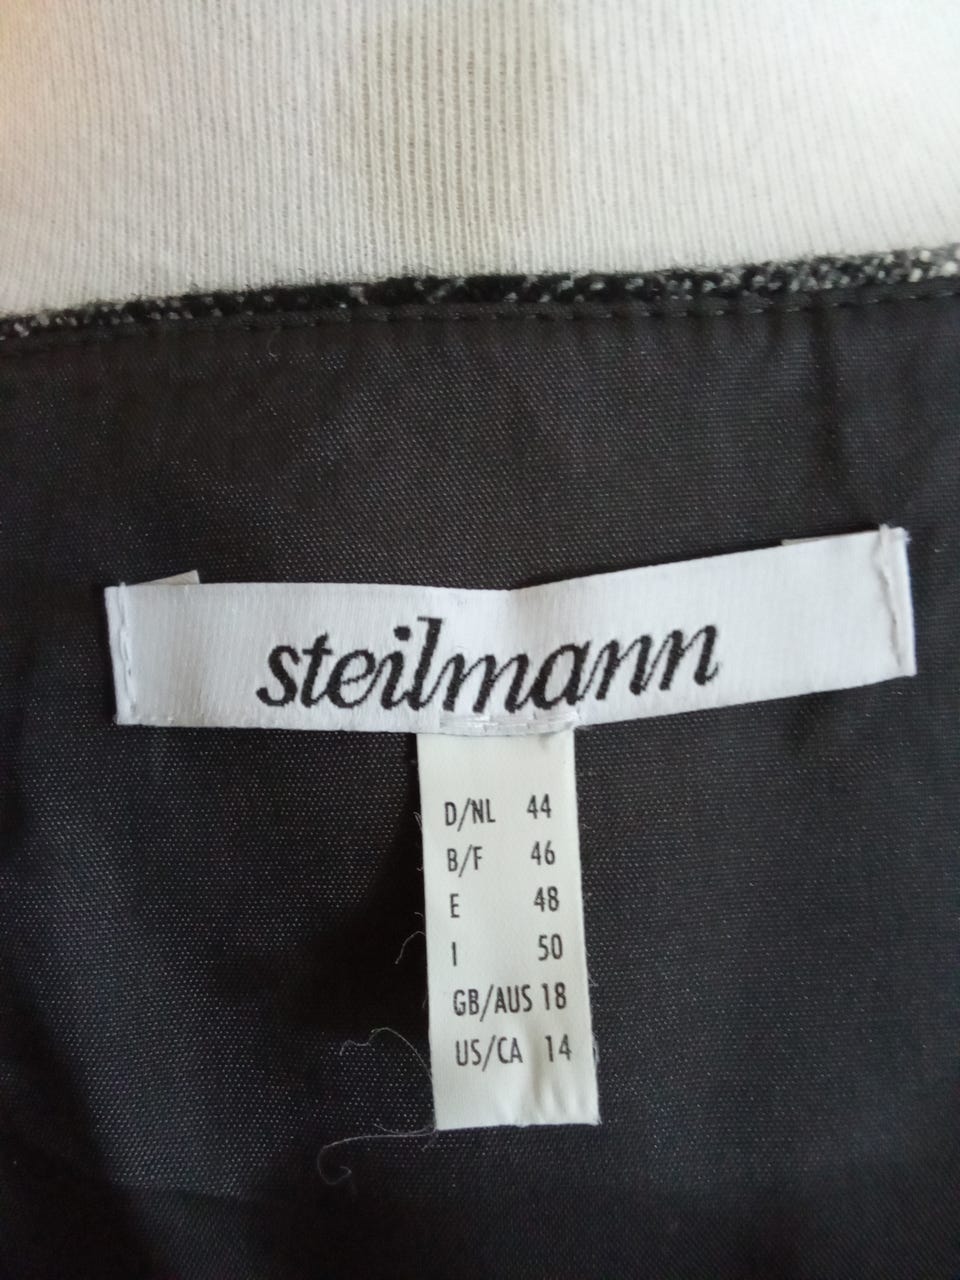 steilmann
D/NL 44
B/F 46
E 48
I 50
GB/AUS 18
US/CA 14